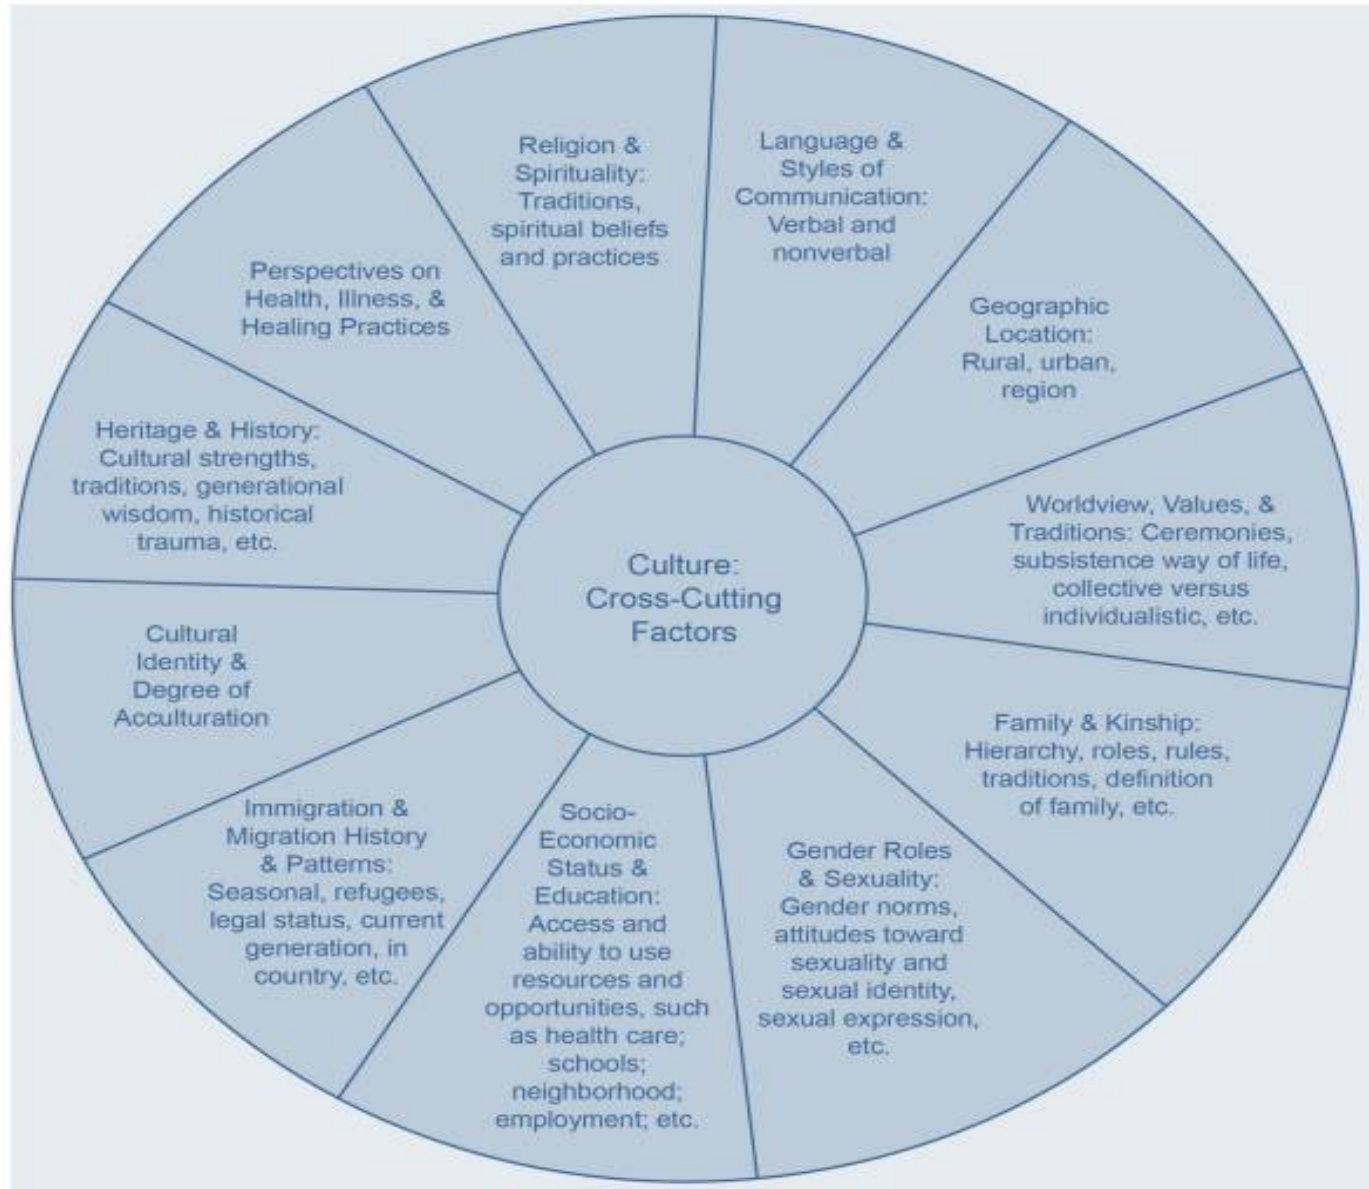 Religion &
Spirituality:
Traditions,
spiritual beliefs
and practices
Language &
Styles of
Communication:
Verbal and
nonverbal
Geographic
Location:
Rural, urban,
region
Worldview, Values, &
Traditions: Ceremonies,
subsistence way of life,
collective versus
individualistic, etc.
Family & Kinship:
Hierarchy, roles, rules,
traditions, definition
of family, etc.
Gender Roles
& Sexuality:
Gender norms,
attitudes toward
sexuality and
sexual identity,
sexual expression,
etc.
Socio-
Economic
Status &
Education:
Access and
ability to use
resources and
opportunities, such
as health care;
schools;
neighborhood;
employment; etc.
Immigration &
Migration History
& Patterns:
Seasonal, refugees,
legal status, current
generation, in
country, etc.
Cultural
Identity &
Degree of
Acculturation
Heritage & History:
Cultural strengths,
traditions, generational
wisdom, historical
trauma, etc.
Perspectives on
Health, Illness, &
Healing Practices
Culture:
Cross-Cutting
Factors